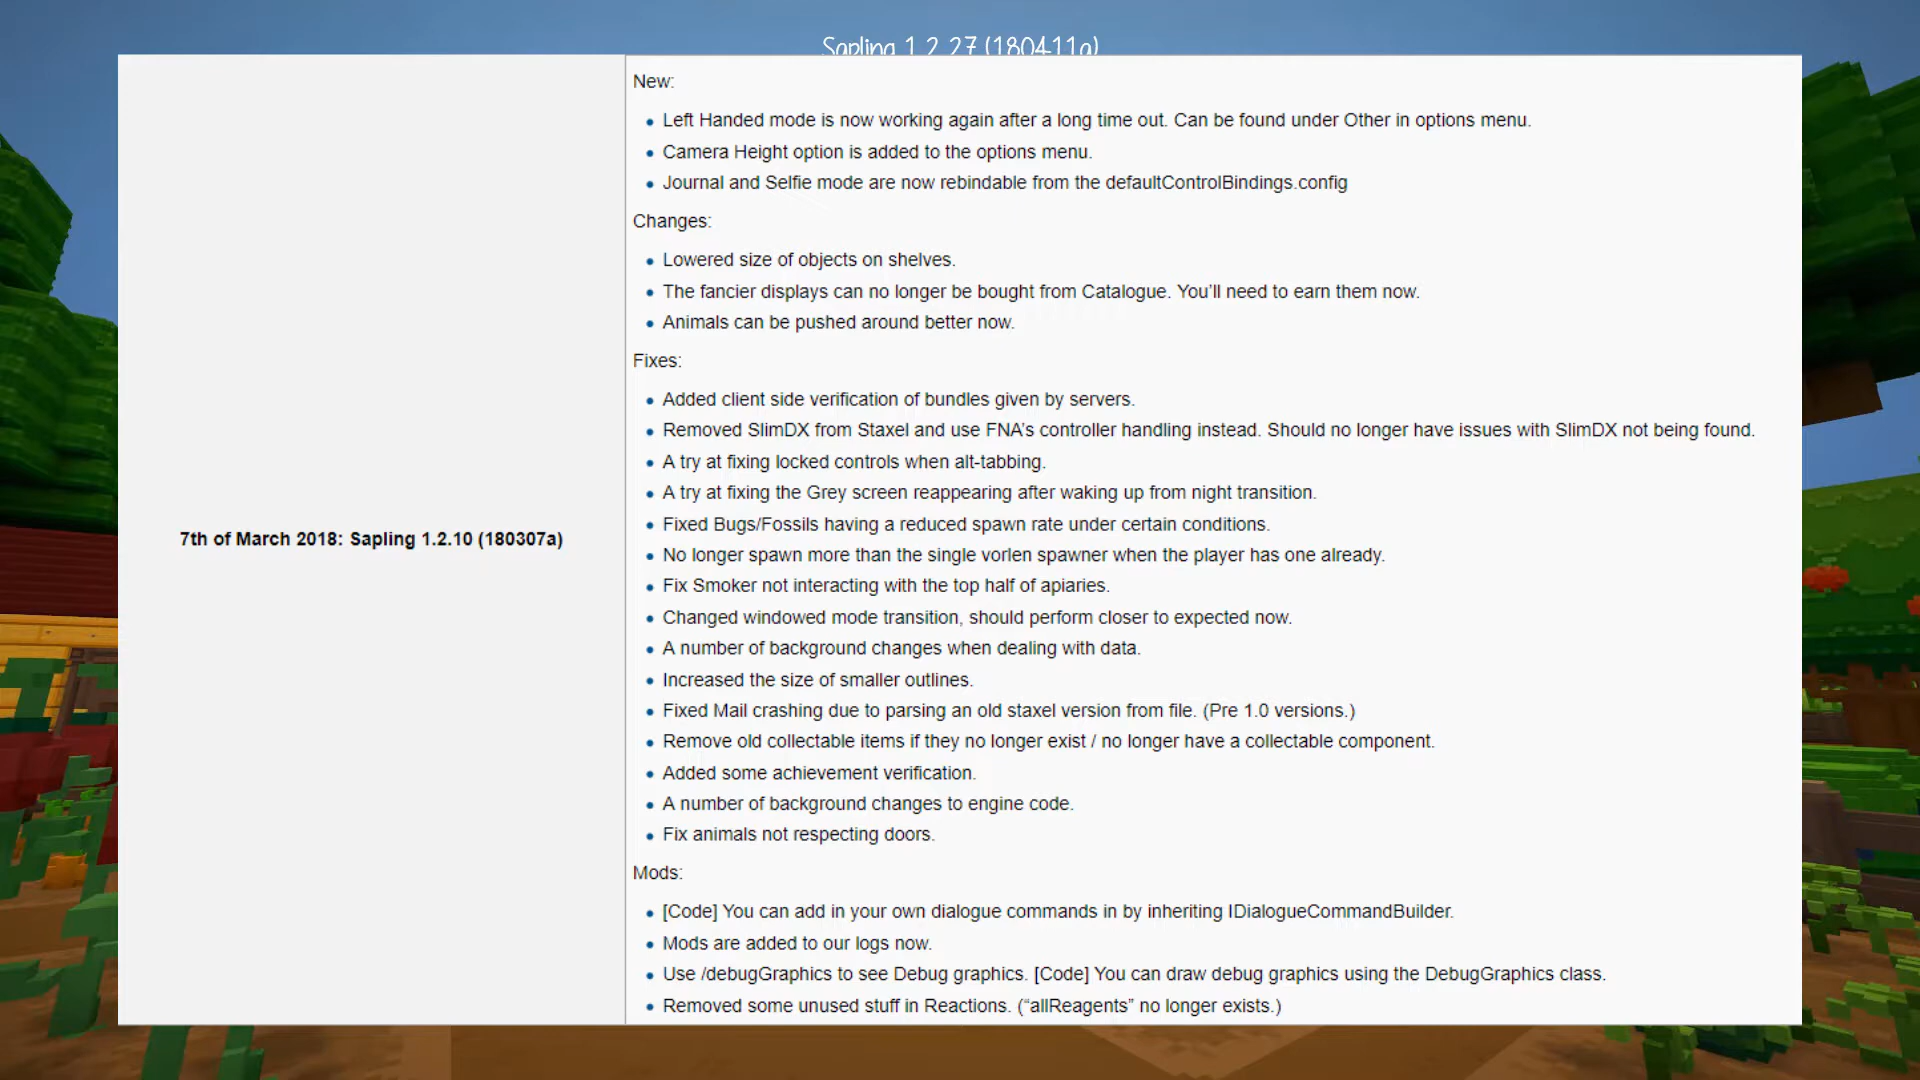 Sapling 1.2.27 (180411a)
7th of March 2018: Sapling 1.2.10 (180307a)
New:
Left Handed mode is now working again after a long time out. Can be found under Other in options menu.
Camera Height option is added to the options menu.
Journal and Selfie mode are now rebindable from the defaultControlBindings.config
Changes:
Lowered size of objects on shelves.
The fancier displays can no longer be bought from Catalogue. You’ll need to earn them now.
Animals can be pushed around better now.
Fixes:
Added client side verification of bundles given by servers.
Removed SlimDX from Staxel and use FNA’s controller handling instead. Should no longer have issues with SlimDX not being found.
A try at fixing locked controls when alt-tabbing.
A try at fixing the Grey screen reappearing after waking up from night transition.
Fixed Bugs/Fossils having a reduced spawn rate under certain conditions.
No longer spawn more than the single vorlen spawner when the player has one already.
Fix Smoker not interacting with the top half of apiaries.
Changed windowed mode transition, should perform closer to expected now.
A number of background changes when dealing with data.
Increased the size of smaller outlines.
Fixed Mail crashing due to parsing an old staxel version from file. (Pre 1.0 versions.)
Remove old collectable items if they no longer exist / no longer have a collectable component.
Added some achievement verification.
A number of background changes to engine code.
Fix animals not respecting doors.
Mods:
[Code] You can add in your own dialogue commands in by inheriting IDialogueCommandBuilder.
Mods are added to our logs now.
Use /debugGraphics to see Debug graphics. [Code] You can draw debug graphics using the DebugGraphics class.
Removed some unused stuff in Reactions. (“allReagents” no longer exists.)